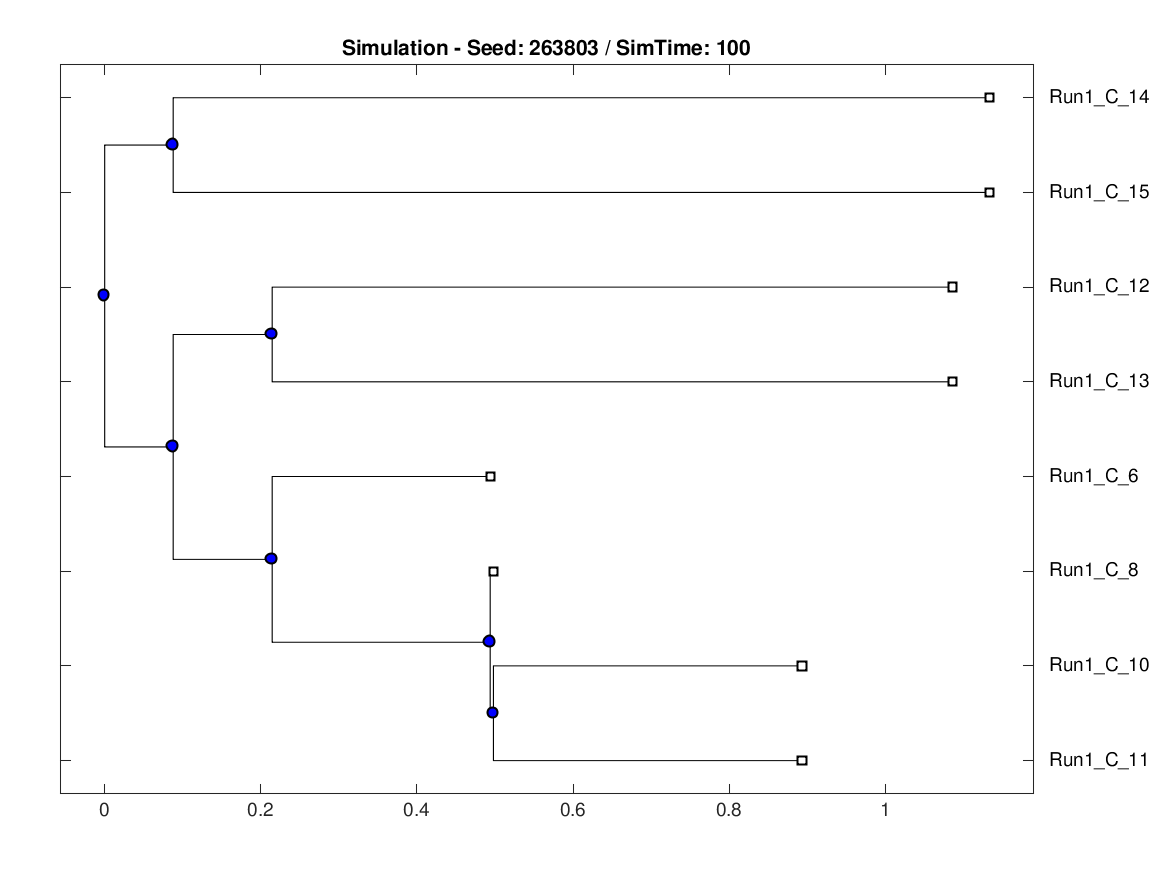 Simulation - Seed: 263803 / SimTime: 100
Run1_C_14
Run1_C_15
Run1_C_12
Run1_C_13
Run1_C_6
Run1_C_8
Run1_C_10
Run1_C_11
0 0.2 0.4 0.6 0.8 1